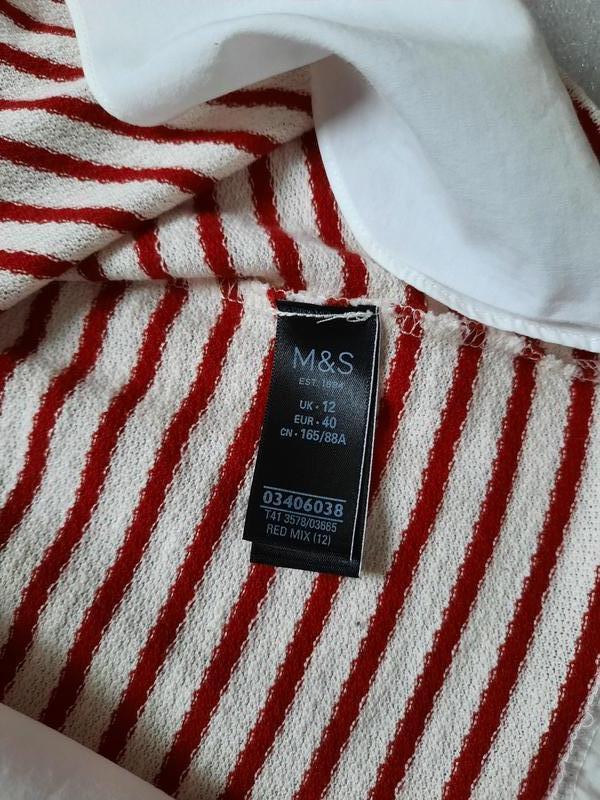 M&S
EST. 1884
UK · 12
EUR · 40
CN · 165/88A
03406038
T41 3578/03665
RED MIX (12)